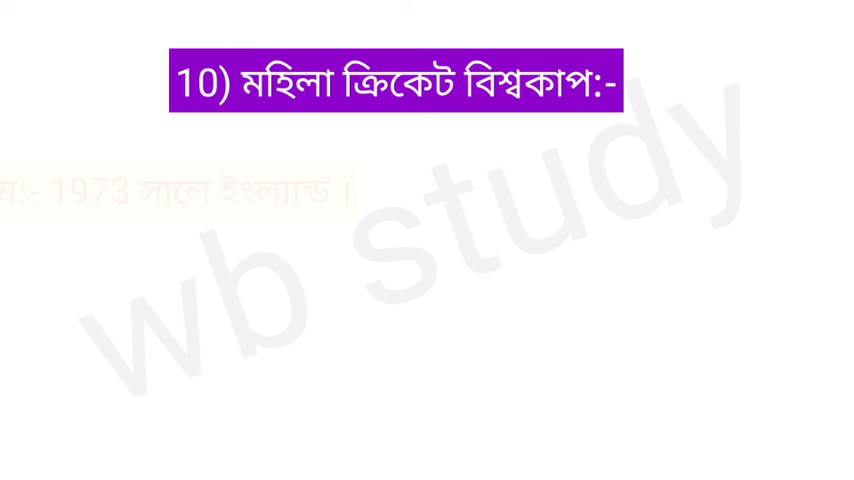 10) মহিলা ক্রিকেট বিশ্বকাপ:-
ম:- 1973 সালে ইংল্যান্ড ।
wb study